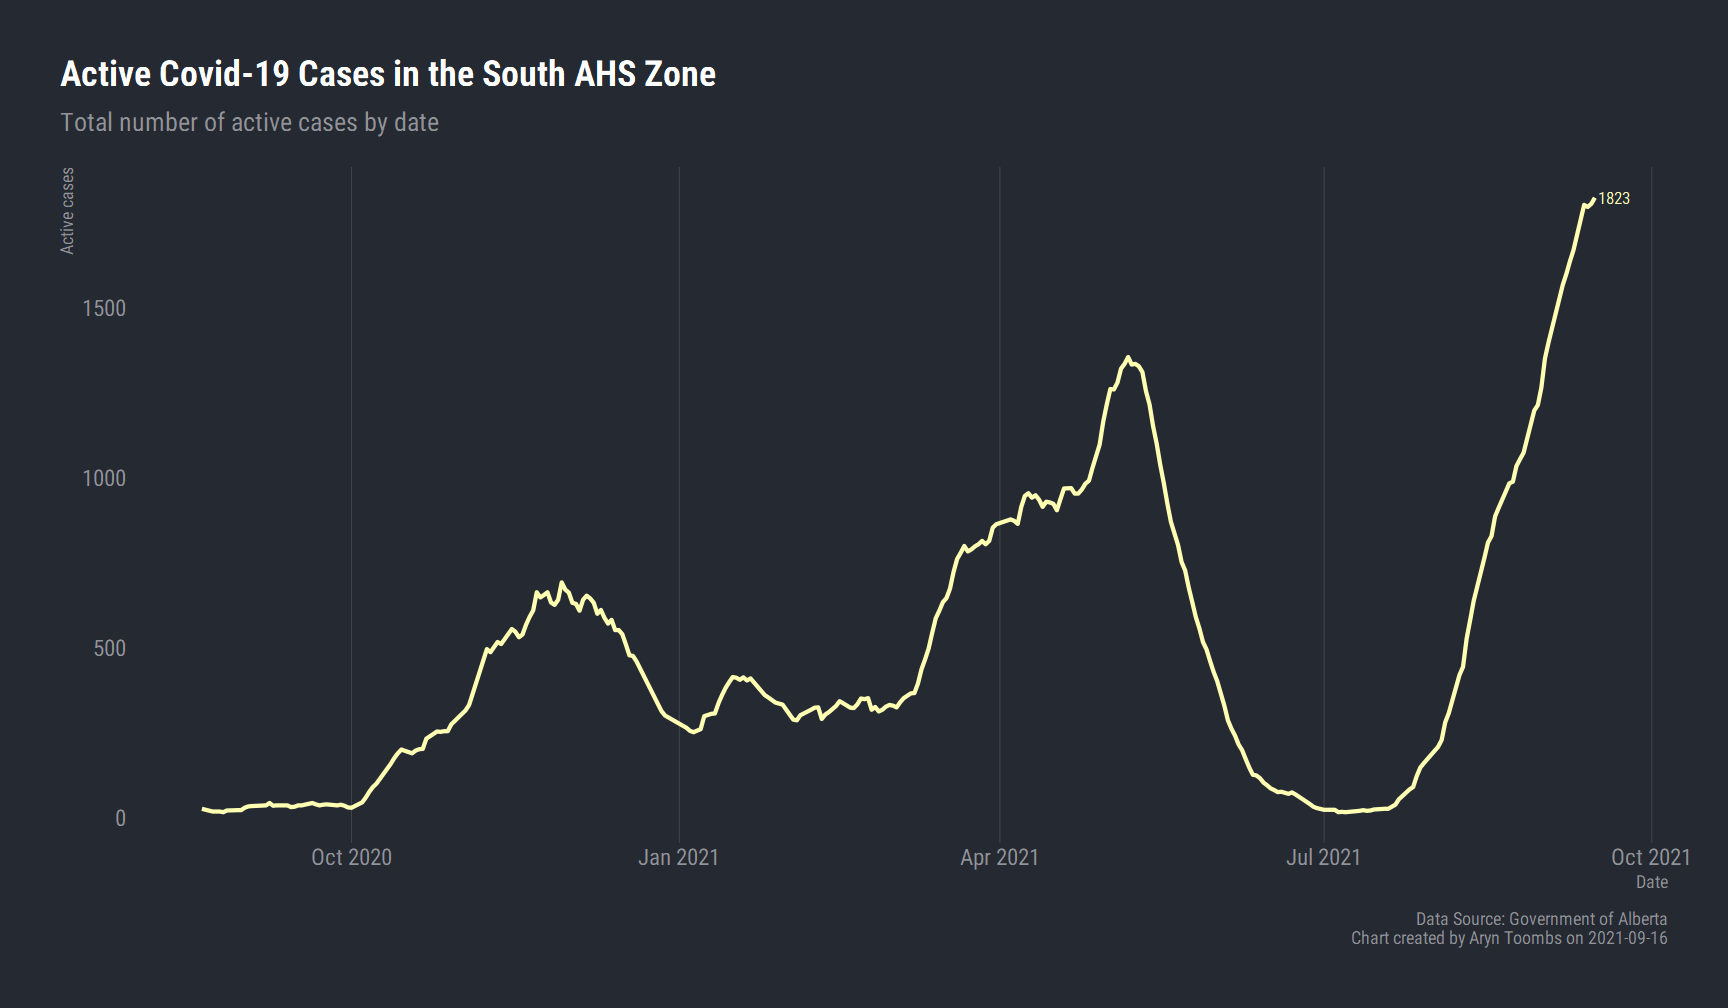 Active Covid-19 Cases in the South AHS Zone
Total number of active cases by date
Active cases
1823
1500
1000
500
0
Oct 2020
Jan 2021
Apr 2021
Jul 2021
Oct 2021
Date
Data Source: Government of Alberta
Chart created by Aryn Toombs on 2021-09-16